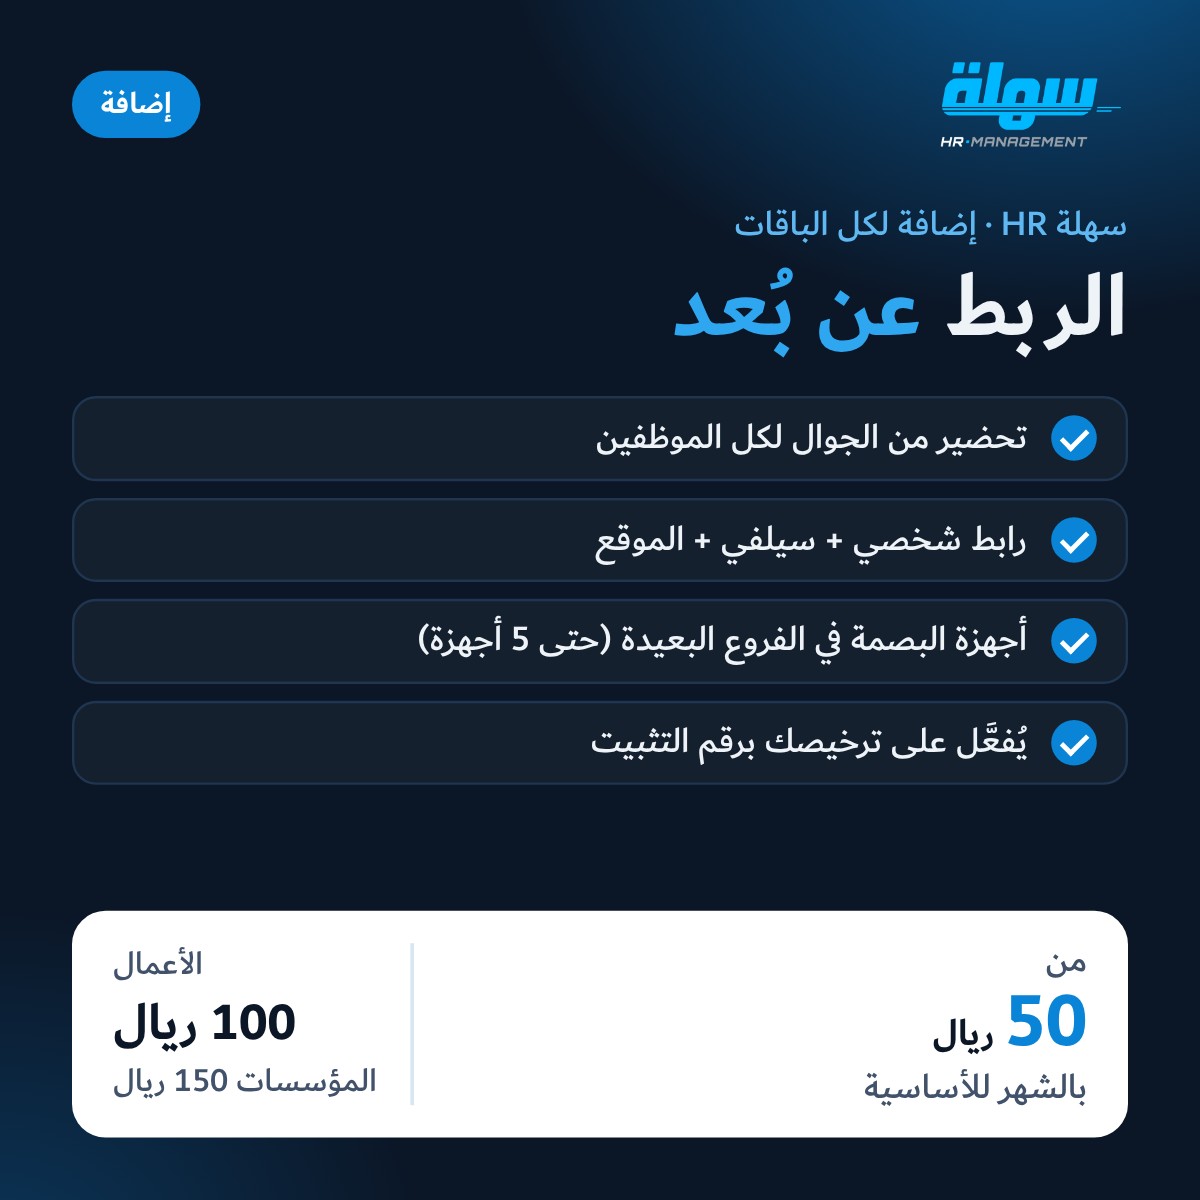 سهلة
HR·MANAGEMENT
إضافة
سهلة HR · إضافة لكل الباقات
الربط عن بُعد
تحضير من الجوال لكل الموظفين
رابط شخصي + سيلفي + الموقع
أجهزة البصمة في الفروع البعيدة (حتى 5 أجهزة)
يُفعَّل على ترخيصك برقم التثبيت
من
50 ريال
بالشهر للأساسية
الأعمال
100 ريال
المؤسسات 150 ريال